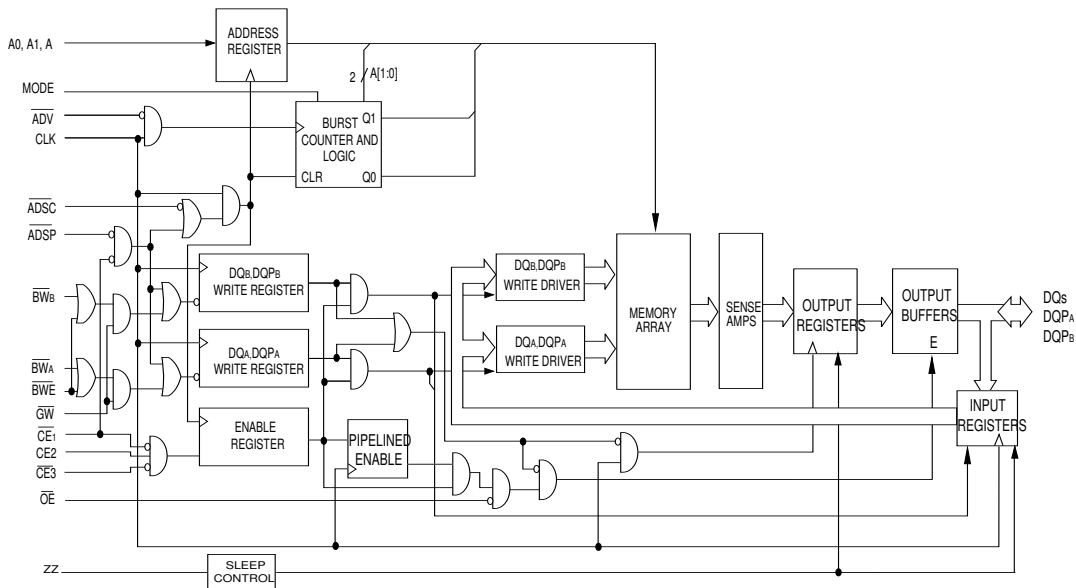 A0, A1, A
ADDRESS
REGISTER
2
A[1:0]
MODE
ADV
CLK
BURST
COUNTER AND
LOGIC
Q1
CLR
Q0
ADSC
ADSP
DQB,DQPB
WRITE REGISTER
DQB,DQPB
WRITE DRIVER
BWB
MEMORY
ARRAY
SENSE
AMPS
OUTPUT
REGISTERS
OUTPUT
BUFFERS
E
DQs
DQPA
DQPB
DQA,DQPA
WRITE REGISTER
DQA,DQPA
WRITE DRIVER
BWA
BWE
GW
CE1
CE2
CE3
ENABLE
REGISTER
PIPELINED
ENABLE
INPUT
REGISTERS
OE
ZZ
SLEEP
CONTROL